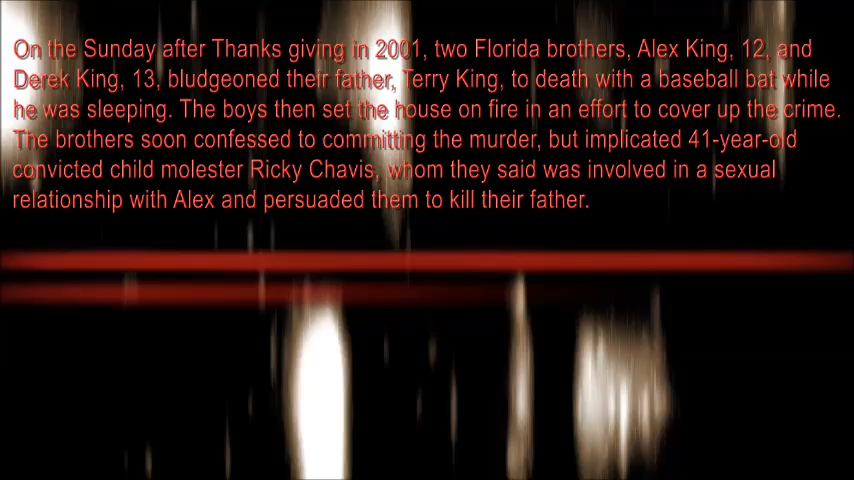 On the Sunday after Thanks giving in 2001, two Florida brothers, Alex King, 12, and
Derek King, 13, bludgeoned their father, Terry King, to death with a baseball bat while
he was sleeping. The boys then set the house on fire in an effort to cover up the crime.
The brothers soon confessed to committing the murder, but implicated 41-year-old
convicted child molester Ricky Chavis, whom they said was involved in a sexual
relationship with Alex and persuaded them to kill their father.